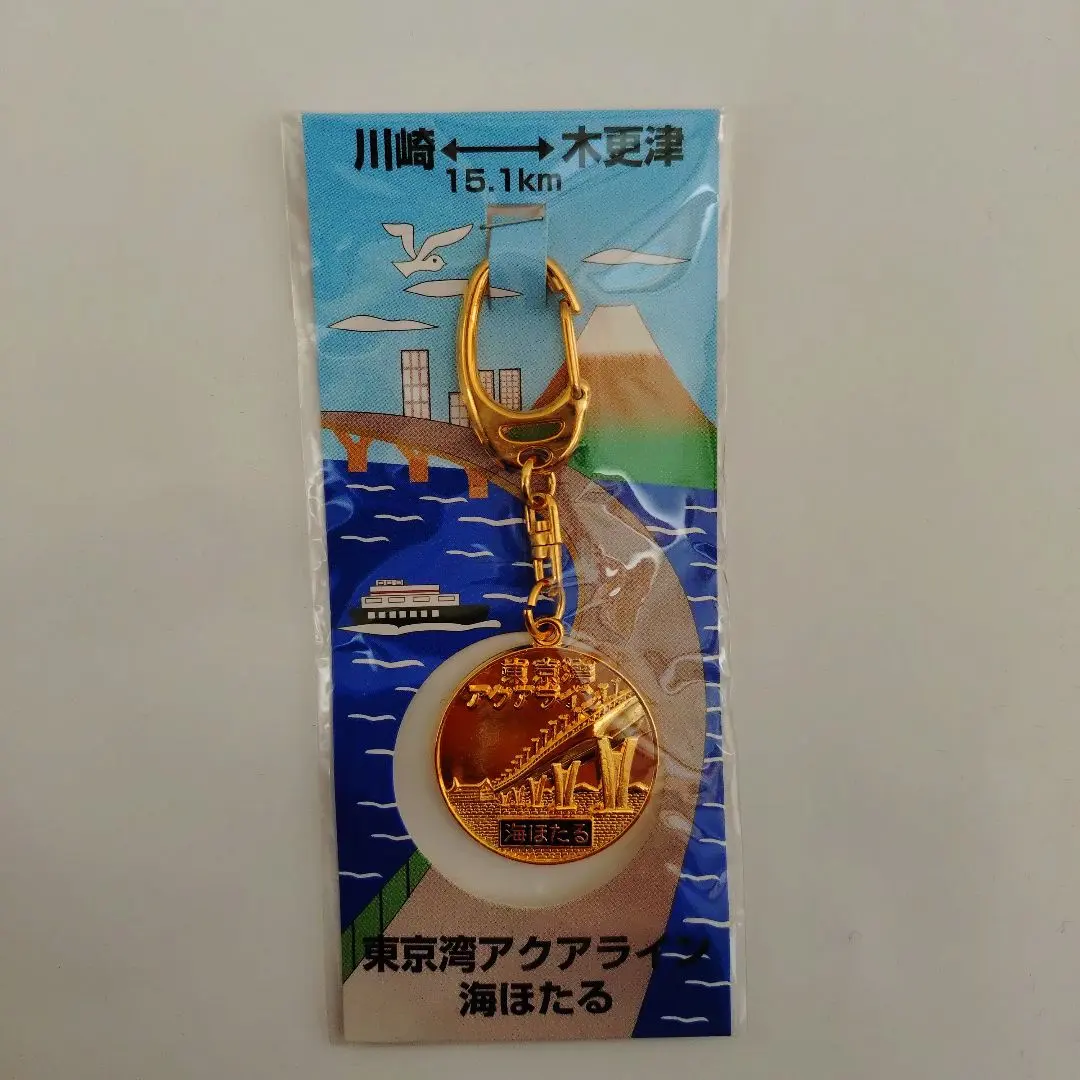 川崎⟷木更津
15.1km
東京湾
アクアライン
海ほたる
東京湾アクアライン
海ほたる